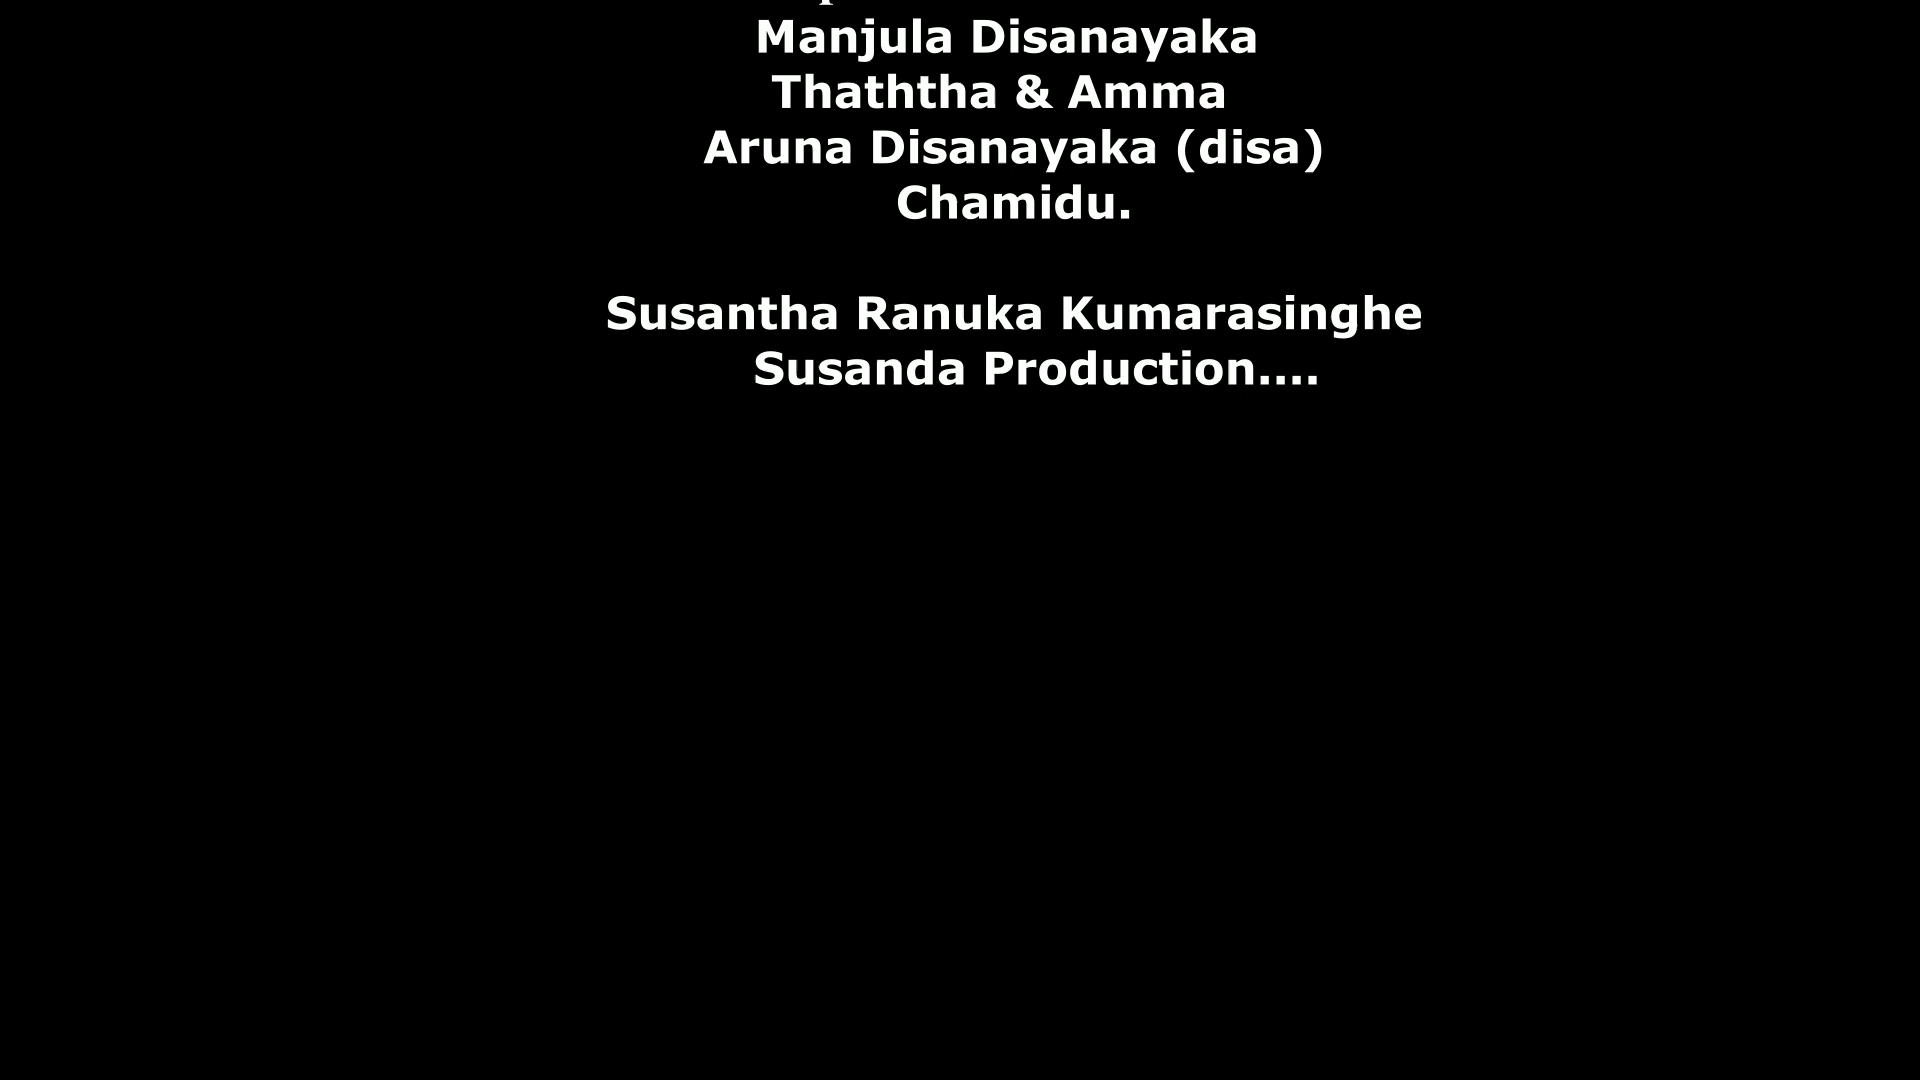 Manjula Disanayaka
Thaththa & Amma
Aruna Disanayaka (disa)
Chamidu.
Susantha Ranuka Kumarasinghe
Susanda Production....